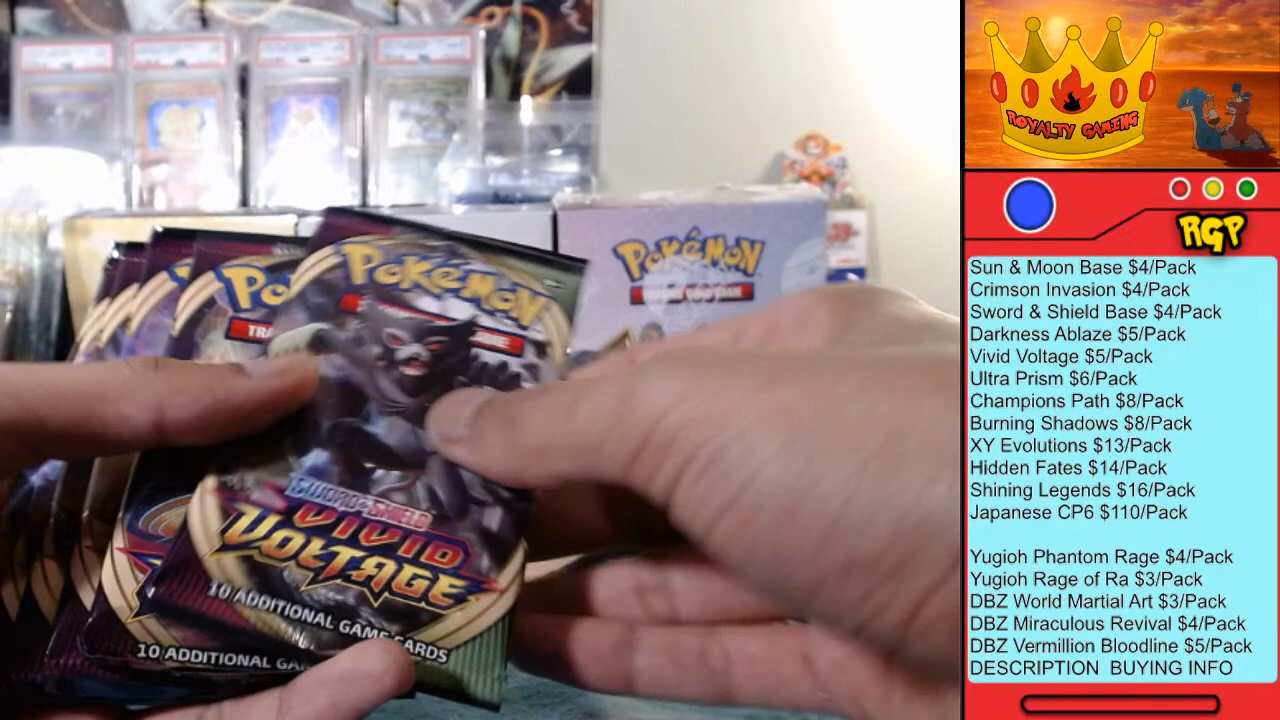 POKéMON
POKéMON
PO
TRA
SWORD & SHIELD
VIVID
VOLTAGE
10 ADDITIONAL GAME CARDS
10 ADDITIONAL GA
ROYALTY GAMING
RGP
Sun & Moon Base $4/Pack
Crimson Invasion $4/Pack
Sword & Shield Base $4/Pack
Darkness Ablaze $5/Pack
Vivid Voltage $5/Pack
Ultra Prism $6/Pack
Champions Path $8/Pack
Burning Shadows $8/Pack
XY Evolutions $13/Pack
Hidden Fates $14/Pack
Shining Legends $16/Pack
Japanese CP6 $110/Pack
Yugioh Phantom Rage $4/Pack
Yugioh Rage of Ra $3/Pack
DBZ World Martial Art $3/Pack
DBZ Miraculous Revival $4/Pack
DBZ Vermillion Bloodline $5/Pack
DESCRIPTION BUYING INFO